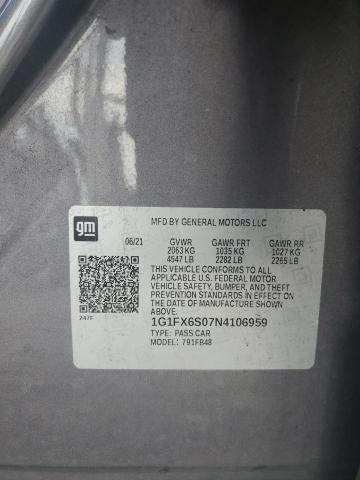 gm
MFD BY GENERAL MOTORS LLC
06/21 GVWR GAWR FRT GAWR RR
2063 KG 1035 KG 1027 KG
4547 LB 2282 LB 2265 LB
THIS VEHICLE CONFORMS TO ALL
APPLICABLE U.S. FEDERAL MOTOR
VEHICLE SAFETY, BUMPER, AND THEFT
PREVENTION STANDARDS IN EFFECT ON
THE DATE OF MANUFACTURE SHOWN
ABOVE.
1G1FX6S07N4106959
TYPE: PASS CAR
MODEL: 791FB48